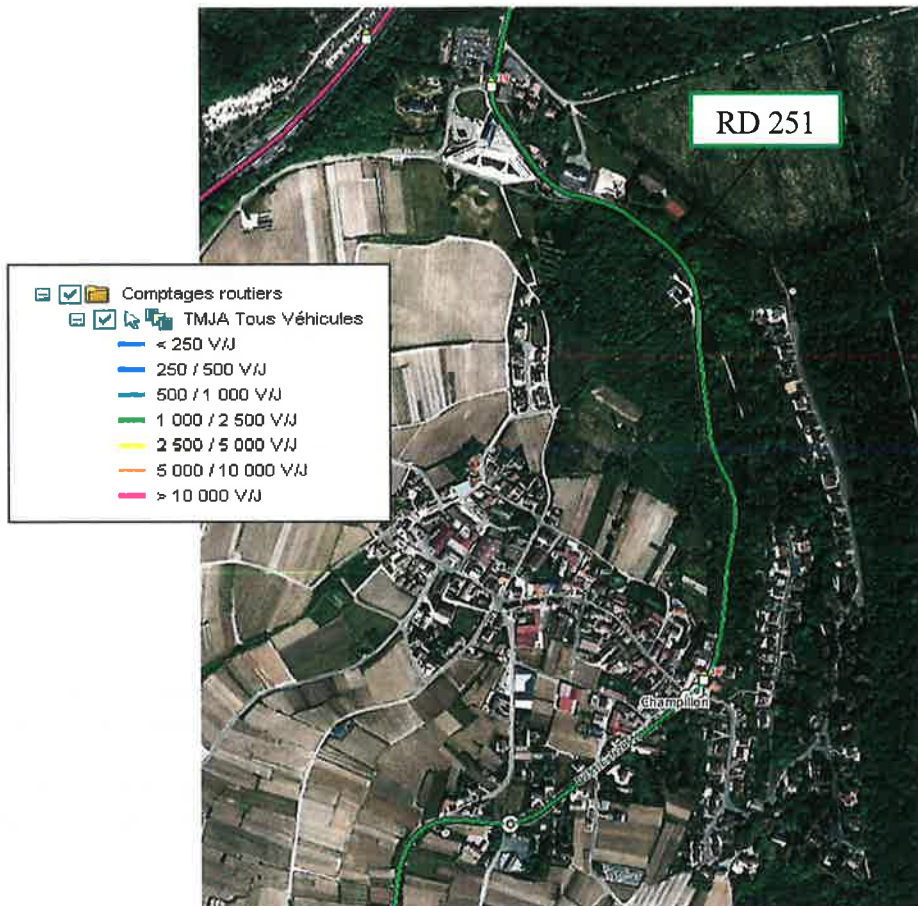 RD 251
Comptages routiers
TMJA Tous Véhicules
< 250 V/J
250 / 500 V/J
500 / 1 000 V/J
1 000 / 2 500 V/J
2 500 / 5 000 V/J
5 000 / 10 000 V/J
> 10 000 V/J
Champillon